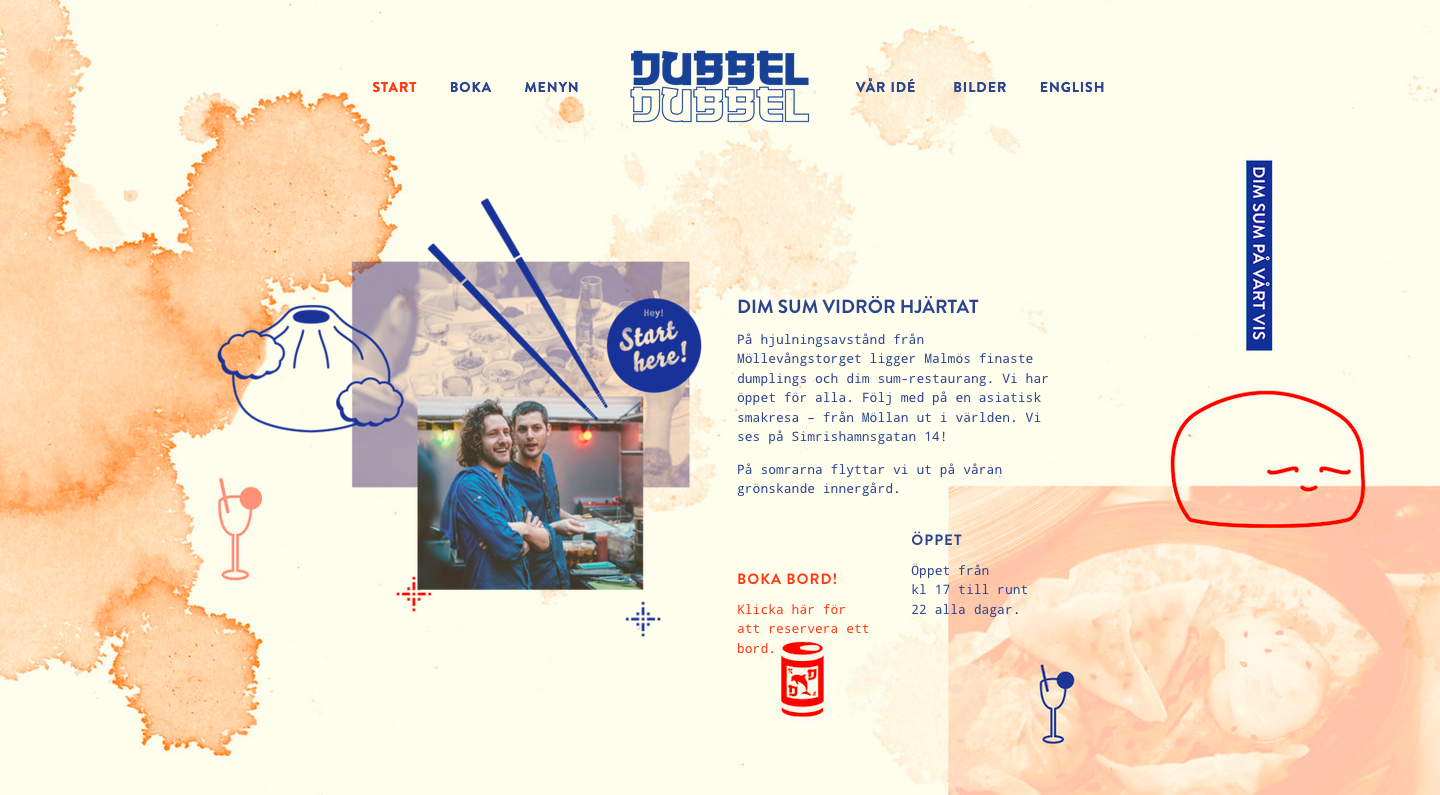 START
BOKA
MENYN
DUBBEL
DUBBEL
VÅR IDÉ
BILDER
ENGLISH
DIM SUM PÅ VÅRT VIS
Hey!
Start
here!
DIM SUM VIDRÖR HJÄRTAT
På hjulningsavstånd från
Möllevångstorget ligger Malmös finaste
dumplings och dim sum-restaurang. Vi har
öppet för alla. Följ med på en asiatisk
smakresa – från Möllan ut i världen. Vi
ses på Simrishamnsgatan 14!
På somrarna flyttar vi ut på våran
grönskande innergård.
BOKA BORD!
Klicka här för
att reservera ett
bord.
ÖPPET
Öppet från
kl 17 till runt
22 alla dagar.
D
D